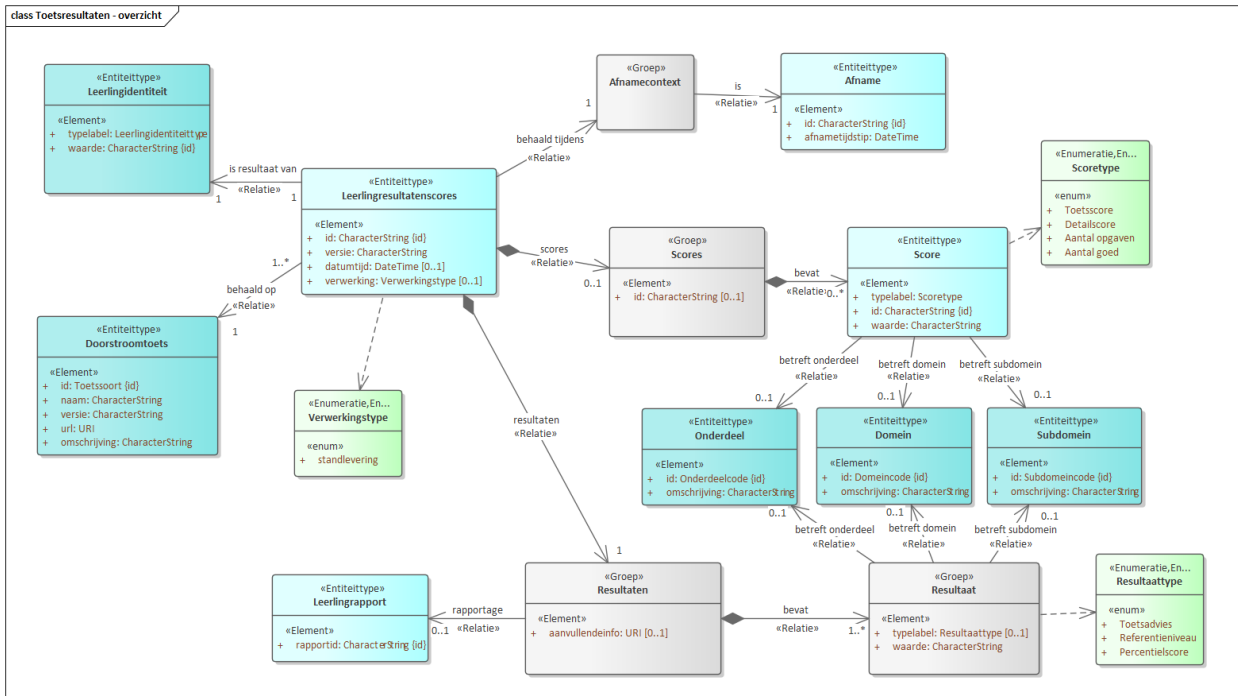 class Toetsresultaten - overzicht
«Entiteittype»
Leerlingidentiteit
«Element»
+ typelabel: Leerlingidentiteittype
+ waarde: CharacterString {id}
«Groep»
Afnamecontext
is
«Relatie»
1
1
«Entiteittype»
Afname
«Element»
+ id: CharacterString {id}
+ afnametijdstip: DateTime
behaald tijdens
«Relatie»
is resultaat van
«Relatie»
1
1
«Entiteittype»
Leerlingresultatenscores
«Element»
+ id: CharacterString {id}
+ versie: CharacterString
+ datumtijd: DateTime [0..1]
+ verwerking: Verwerkingstype [0..1]
«Enumeratie,En...
Scoretype
«enum»
+ Toetsscore
+ Detailscore
+ Aantal opgaven
+ Aantal goed
scores
«Relatie»
0..1
«Groep»
Scores
«Element»
+ id: CharacterString [0..1]
bevat
«Relatie»
0..*
«Entiteittype»
Score
«Element»
+ typelabel: Scoretype
+ id: CharacterString {id}
+ waarde: CharacterString
1..*
behaald op
«Relatie»
1
«Entiteittype»
Doorstroomtoets
«Element»
+ id: Toetssoort {id}
+ naam: CharacterString
+ versie: CharacterString
+ url: URI
+ omschrijving: CharacterString
«Enumeratie,En...
Verwerkingstype
«enum»
+ standlevering
betreft onderdeel
«Relatie»
0..1
betreft domein
«Relatie»
0..1
betreft subdomein
«Relatie»
0..1
«Entiteittype»
Onderdeel
«Element»
+ id: Onderdeelcode {id}
+ omschrijving: CharacterString
«Entiteittype»
Domein
«Element»
+ id: Domeincode {id}
+ omschrijving: CharacterString
«Entiteittype»
Subdomein
«Element»
+ id: Subdomeincode {id}
+ omschrijving: CharacterString
resultaten
«Relatie»
1
0..1
betreft onderdeel
«Relatie»
0..1
betreft domein
«Relatie»
0..1
betreft subdomein
«Relatie»
«Entiteittype»
Leerlingrapport
«Element»
+ rapportid: CharacterString {id}
rapportage
«Relatie»
0..1
«Groep»
Resultaten
«Element»
+ aanvullendeinfo: URI [0..1]
bevat
«Relatie»
1..*
«Groep»
Resultaat
«Element»
+ typelabel: Resultaattype [0..1]
+ waarde: CharacterString
«Enumeratie,En...
Resultaattype
«enum»
+ Toetsadvies
+ Referentieniveau
+ Percentielscore